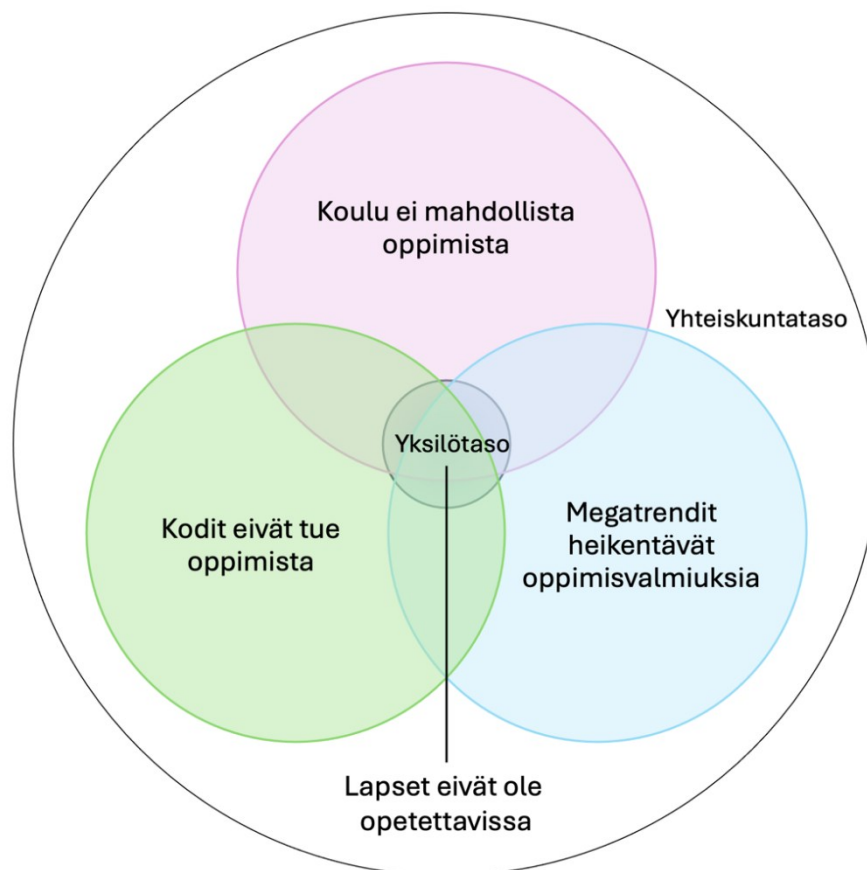 Koulu ei mahdollista
oppimista
Yhteiskuntataso
Yksilötaso
Kodit eivät tue
oppimista
Megatrendit
heikentävät
oppimisvalmiuksia
Lapset eivät ole
opetettavissa